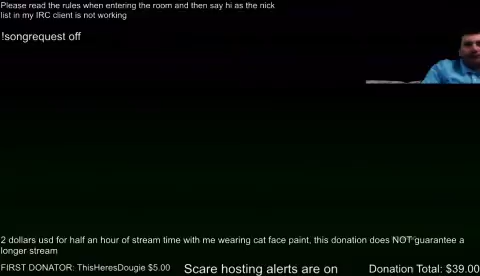 Please read the rules when entering the room and then say hi as the nick
list in my IRC client is not working
!songrequest off
2 dollars usd for half an hour of stream time with me wearing cat face paint, this donation does NOT guarantee a
longer stream
FIRST DONATOR: ThisHeresDougie $5.00
Scare hosting alerts are on
Donation Total: $39.00